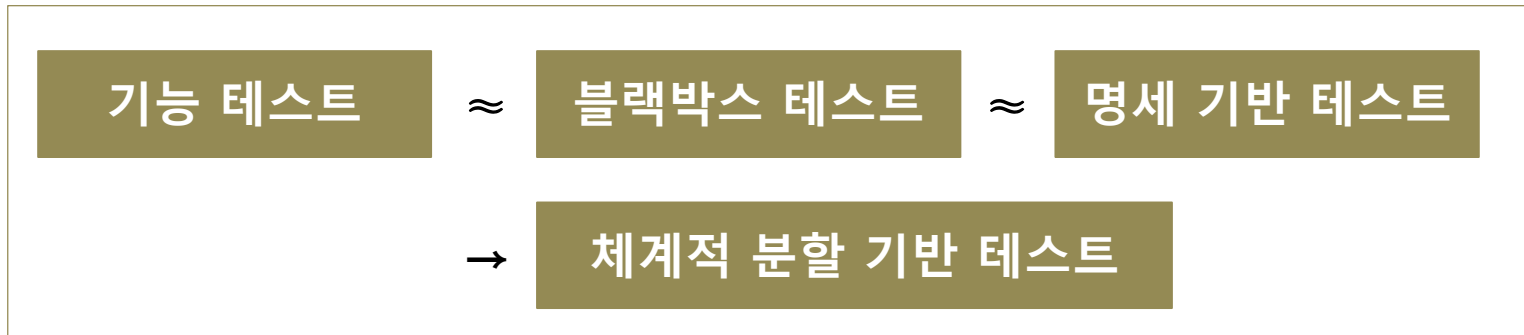 기능 테스트 ≈ 블랙박스 테스트 ≈ 명세 기반 테스트
→ 체계적 분할 기반 테스트